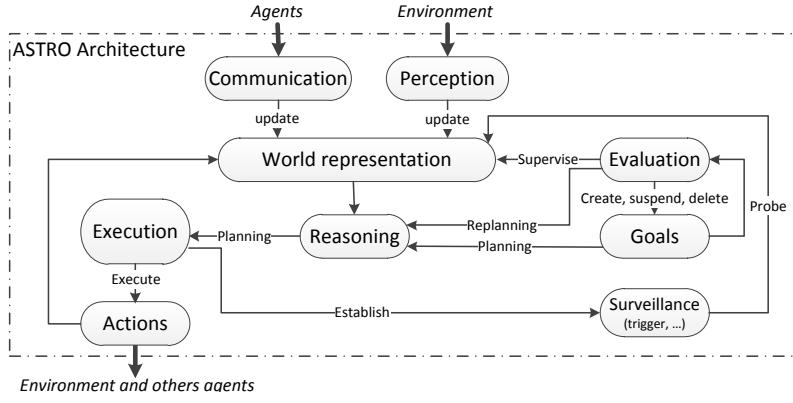 Agents
Environment
ASTRO Architecture
Communication
Perception
update
update
World representation
Supervise
Evaluation
Create, suspend, delete
Probe
Execution
Planning
Reasoning
Replanning
Planning
Goals
Execute
Actions
Establish
Surveillance
(trigger, ...)
Environment and others agents